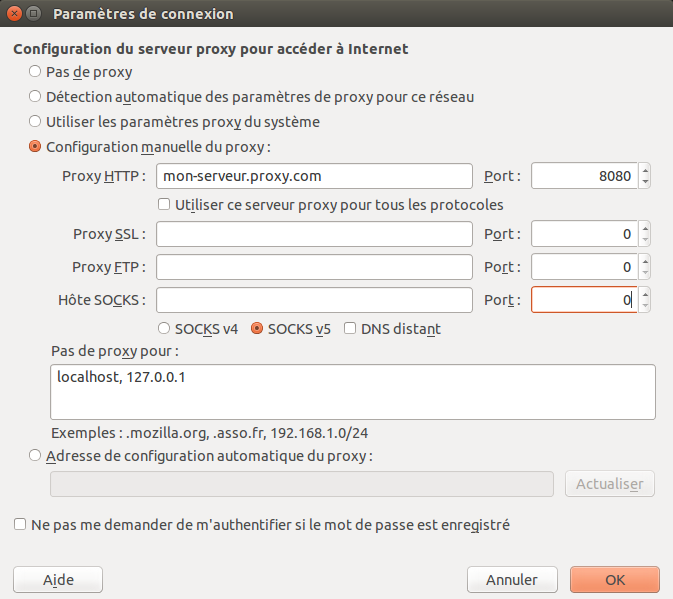 Paramètres de connexion
Configuration du serveur proxy pour accéder à Internet
Pas de proxy
Détection automatique des paramètres de proxy pour ce réseau
Utiliser les paramètres proxy du système
Configuration manuelle du proxy :
Proxy HTTP : mon-serveur.proxy.com Port : 8080
Utiliser ce serveur proxy pour tous les protocoles
Proxy SSL : Port : 0
Proxy FTP : Port : 0
Hôte SOCKS : Port : 0
SOCKS v4 SOCKS v5 DNS distant
Pas de proxy pour :
localhost, 127.0.0.1
Exemples : .mozilla.org, .asso.fr, 192.168.1.0/24
Adresse de configuration automatique du proxy :
Actualiser
Ne pas me demander de m'authentifier si le mot de passe est enregistré
Aide Annuler OK